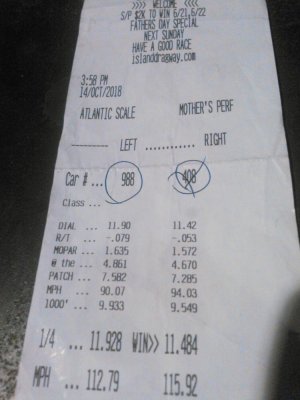 >>>> WELCOME <<<<
S/P $2K TO WIN 6/21,6/22
FATHERS DAY SPECIAL
NEXT SUNDAY
HAVE A GOOD RACE
islanddragway.com
3:58 PM
14/OCT/2018
ATLANTIC SCALE MOTHER'S PERF
--------- LEFT ............ RIGHT
Car # ... 988 408
Class ...
DIAL ... 11.90 11.42
R/T ... -.079 -.053
MOPAR ... 1.635 1.572
@ the ... 4.861 4.670
PATCH ... 7.582 7.285
MPH ... 90.07 94.03
1000' ... 9.933 9.549
1/4 ... 11.928 WIN>> 11.484
MPH ... 112.79 115.92